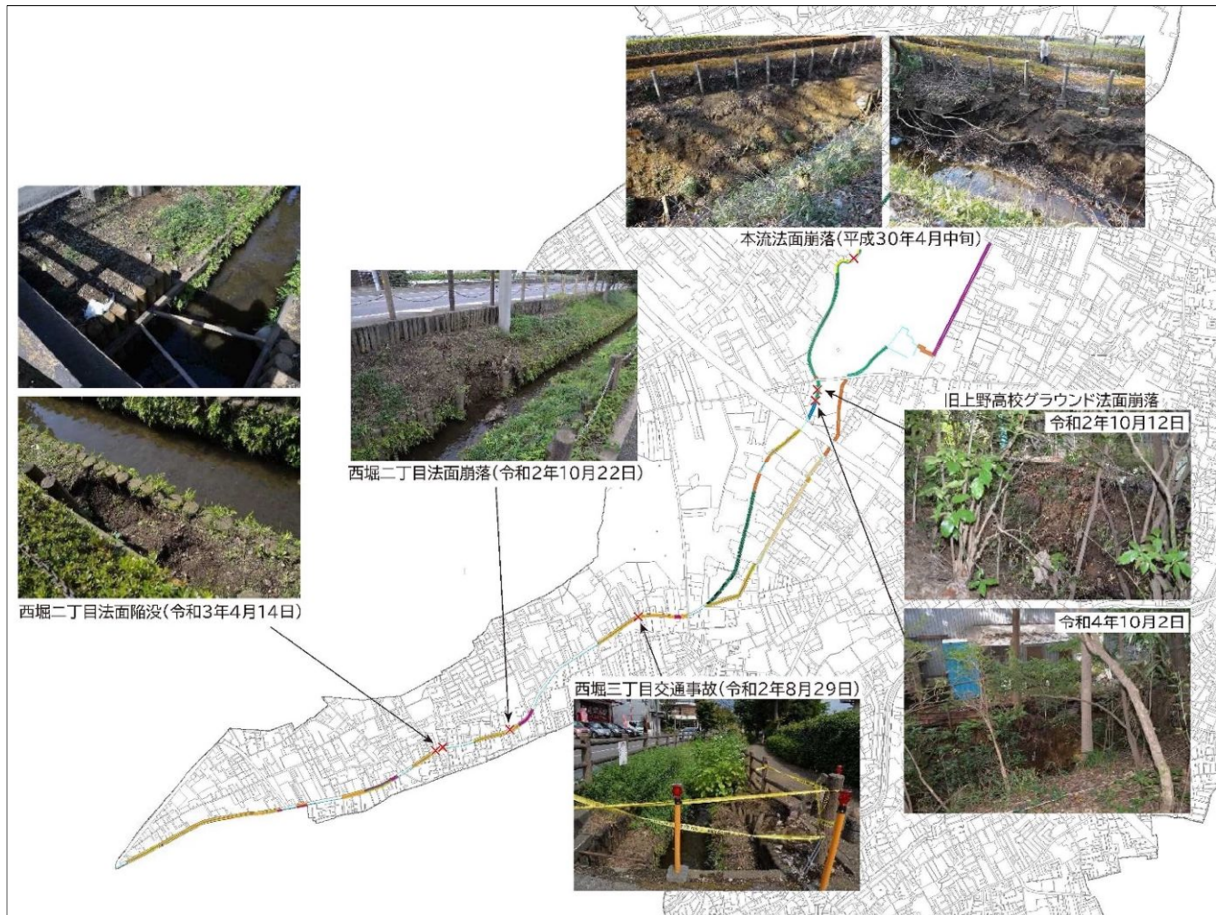 本流法面崩落(平成30年4月中旬)
旧上野高校グラウンド法面崩落
令和2年10月12日
西堀二丁目法面崩落(令和2年10月22日)
西堀二丁目法面陥没(令和3年4月14日)
令和4年10月2日
西堀三丁目交通事故(令和2年8月29日)